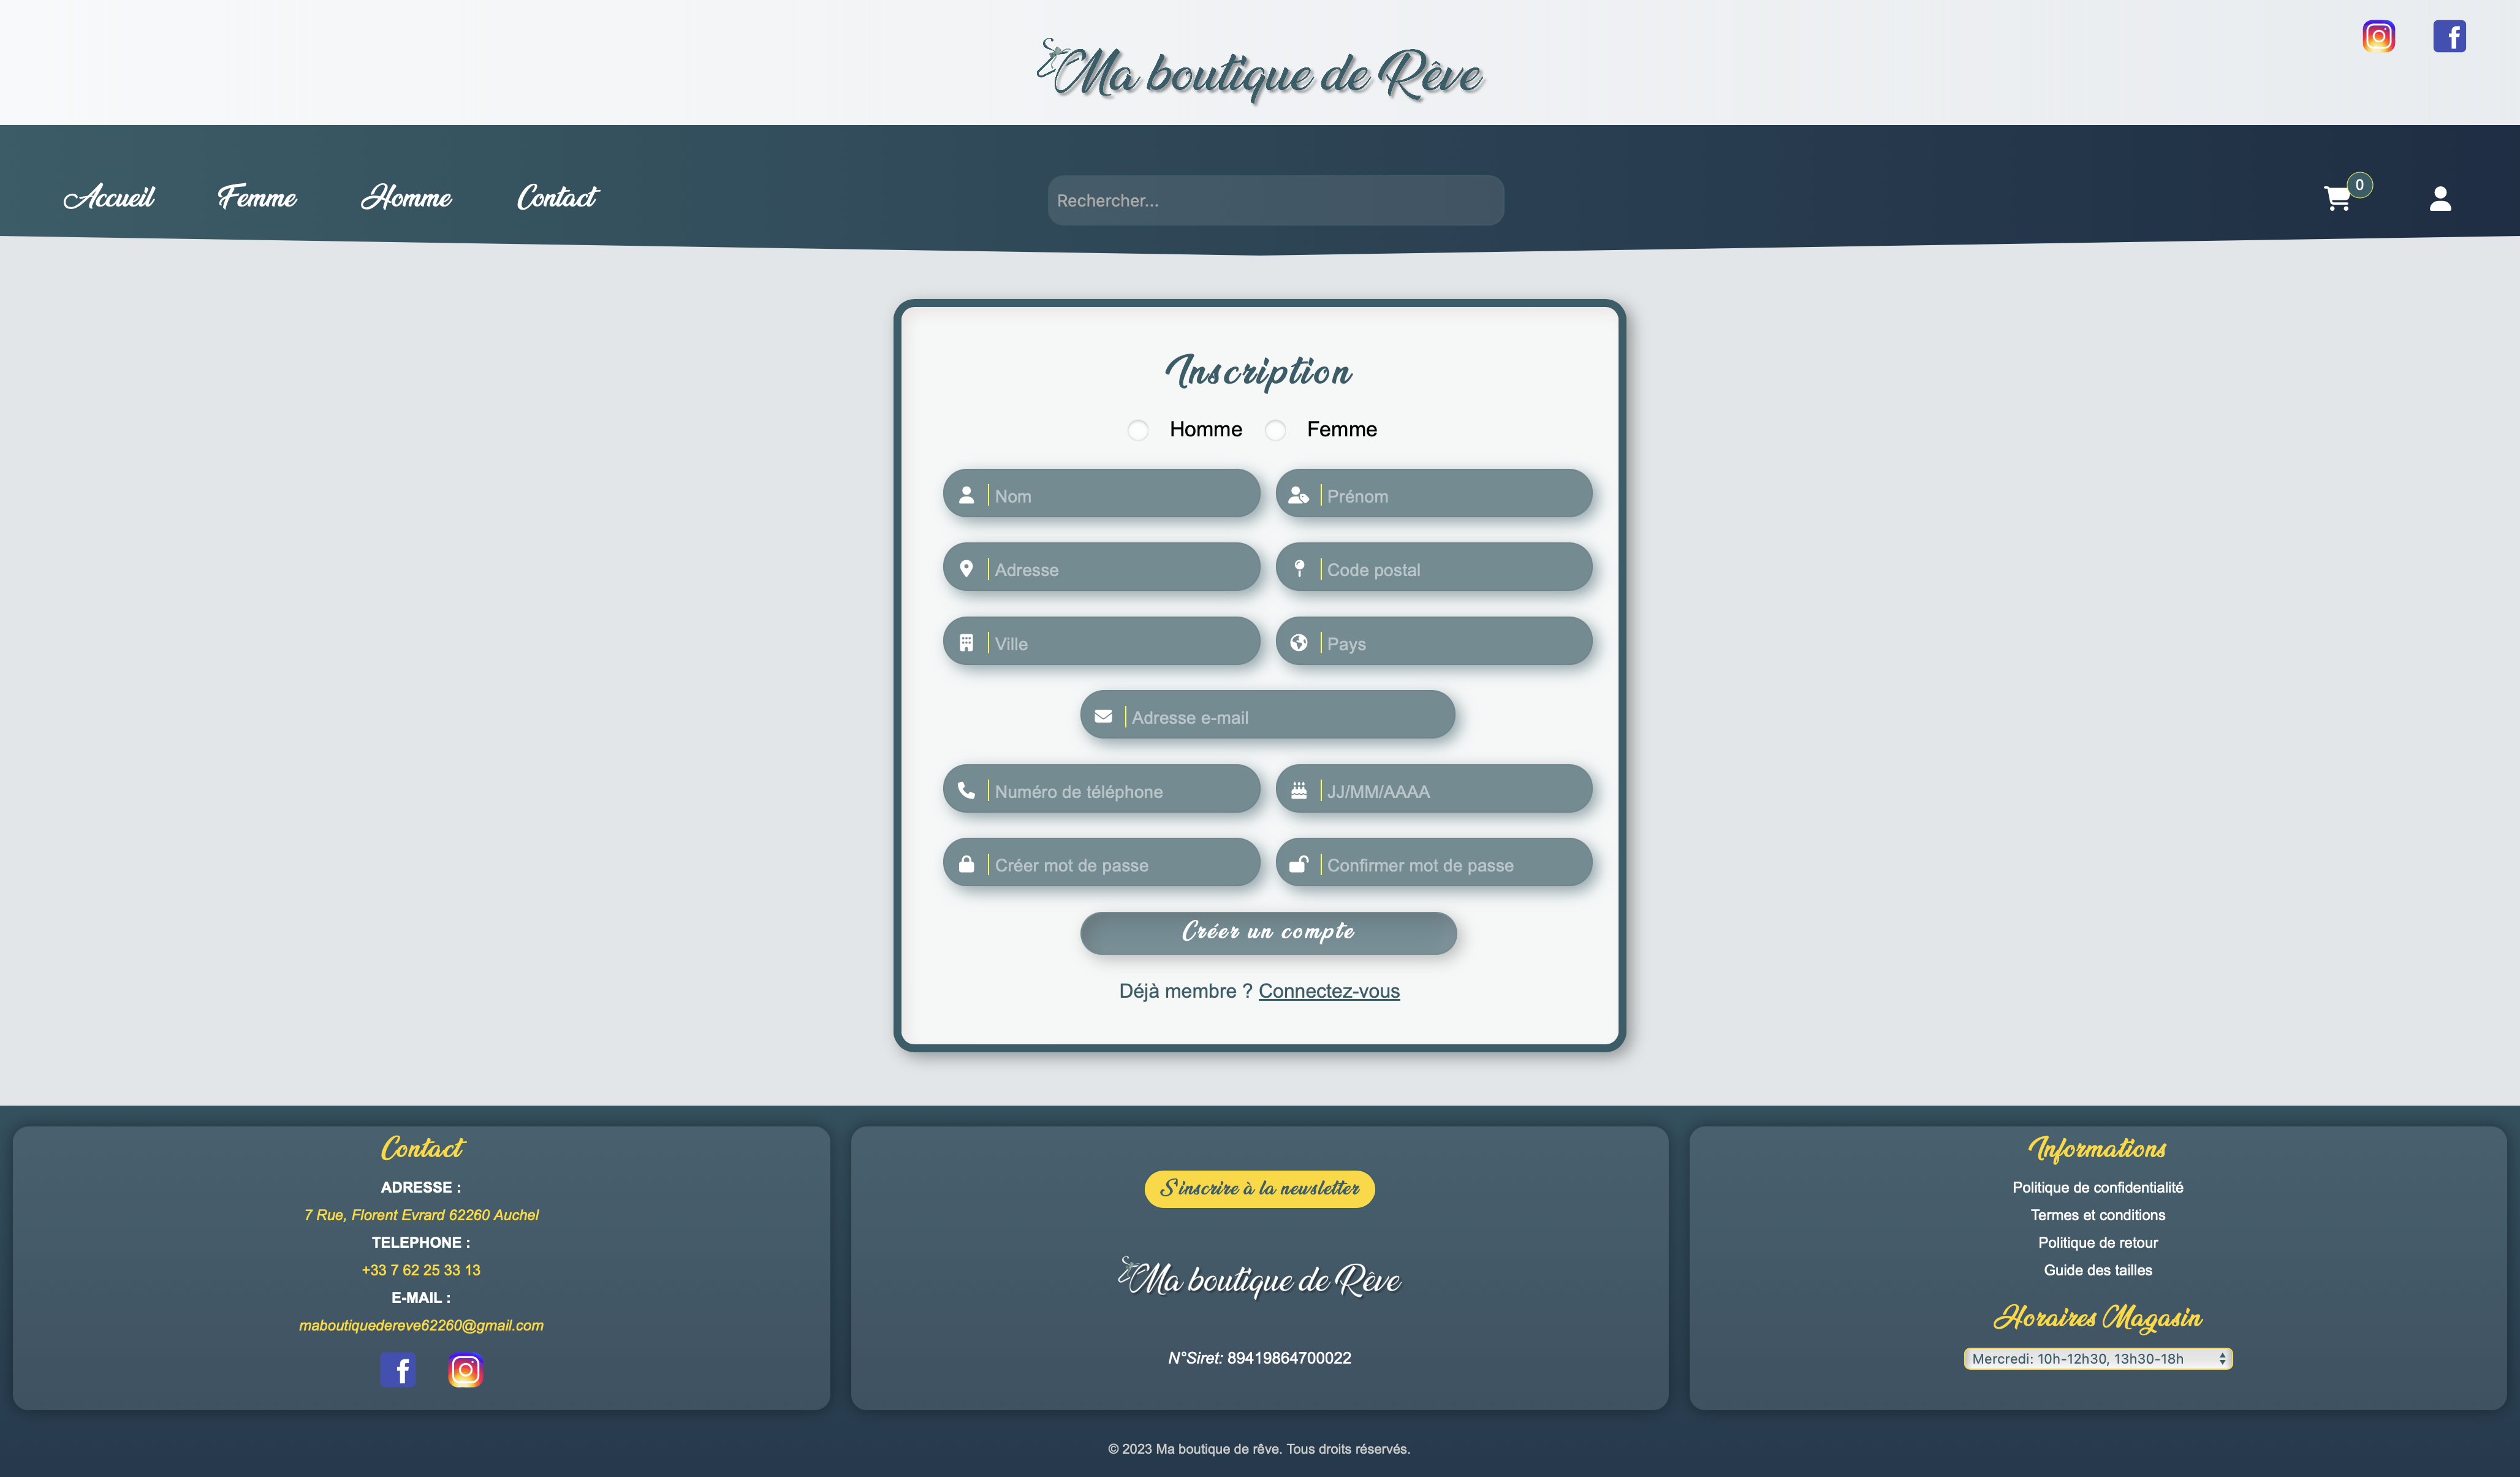 Ma boutique de Rêve
Accueil Femme Homme Contact Rechercher... 0
Inscription
Homme Femme
Nom Prénom
Adresse Code postal
Ville Pays
Adresse e-mail
Numéro de téléphone JJ/MM/AAAA
Créer mot de passe Confirmer mot de passe
Créer un compte
Déjà membre ? Connectez-vous
Contact
ADRESSE :
7 Rue, Florent Evrard 62260 Auchel
TELEPHONE :
+33 7 62 25 33 13
E-MAIL :
maboutiquedereve62260@gmail.com
S'inscrire à la newsletter
Ma boutique de Rêve
N°Siret: 89419864700022
Informations
Politique de confidentialité
Termes et conditions
Politique de retour
Guide des tailles
Horaires Magasin
Mercredi: 10h-12h30, 13h30-18h
© 2023 Ma boutique de rêve. Tous droits réservés.